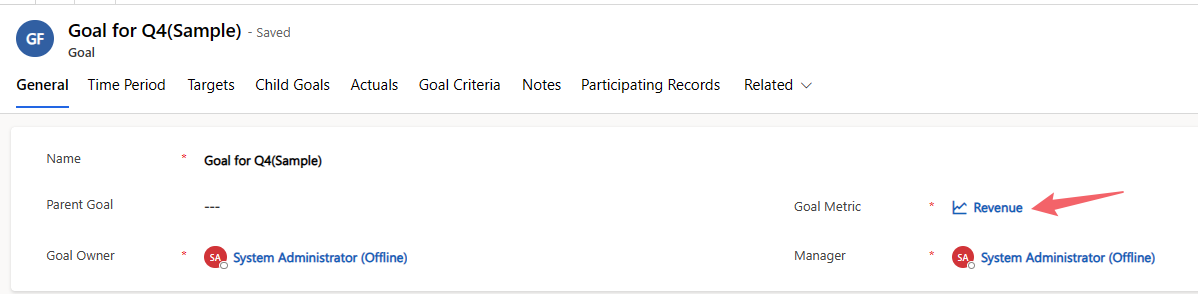 GF
Goal for Q4(Sample) - Saved
Goal
General Time Period Targets Child Goals Actuals Goal Criteria Notes Participating Records Related
Name * Goal for Q4(Sample)
Parent Goal --- Goal Metric * Revenue
Goal Owner * SA System Administrator (Offline) Manager * SA System Administrator (Offline)